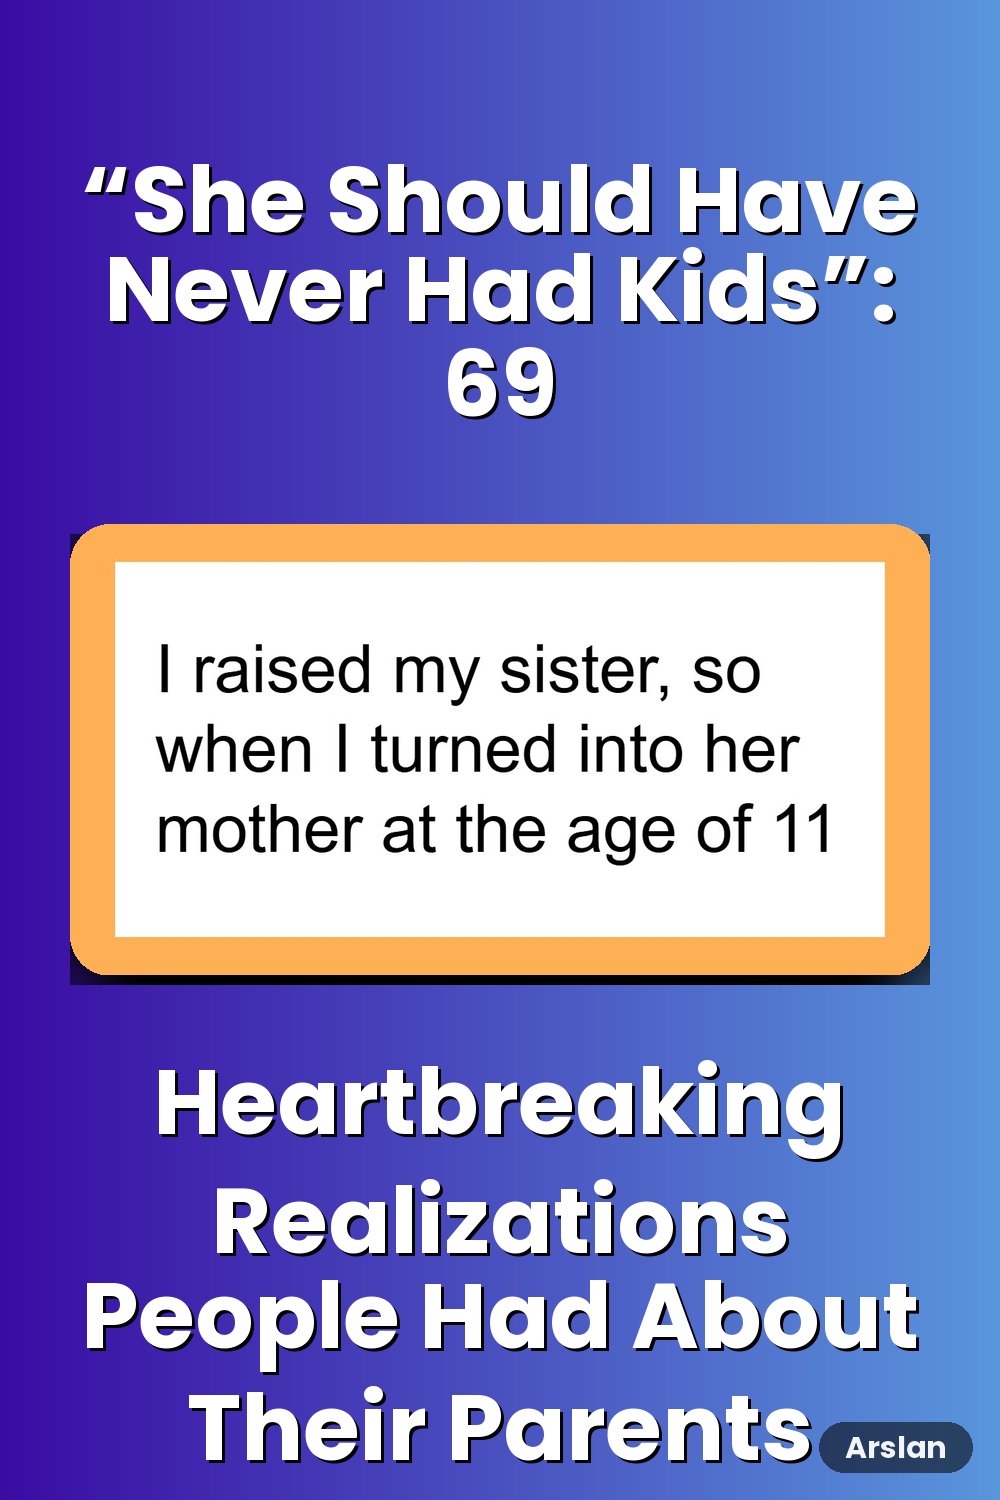 “She Should Have
Never Had Kids”:
69
I raised my sister, so
when I turned into her
mother at the age of 11
Heartbreaking
Realizations
People Had About
Their Parents
Arslan